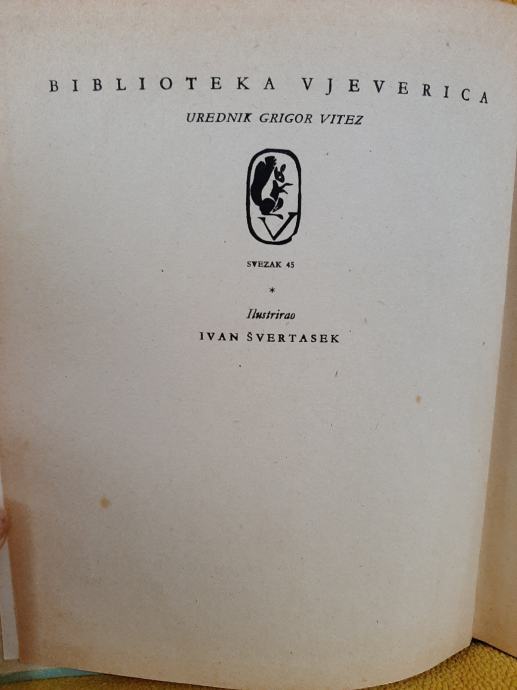 BIBLIOTEKA VJEVERICA
UREDNIK GRIGOR VITEZ
V
SVEZAK 45
*
Ilustrirao
IVAN ŠVERTASEK